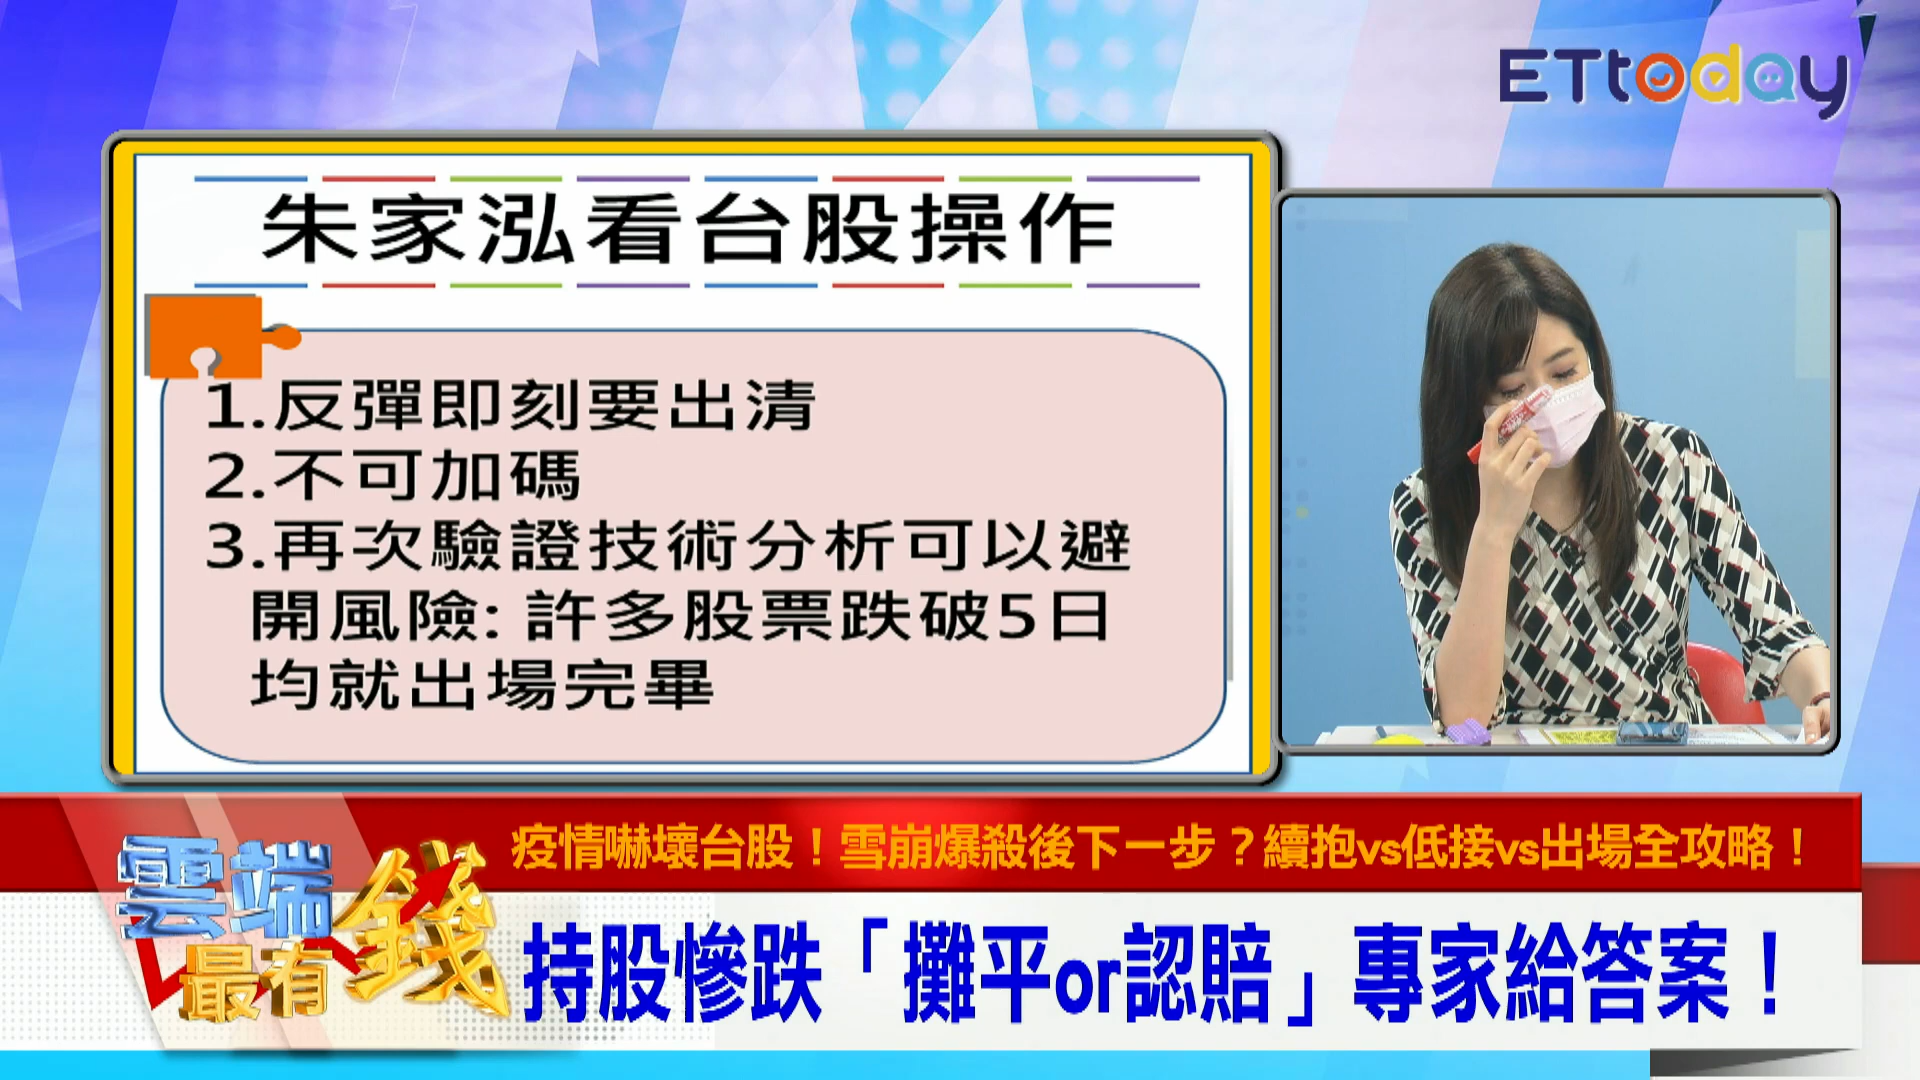 ETtoday
朱家泓看台股操作
1.反彈即刻要出清
2.不可加碼
3.再次驗證技術分析可以避
開風險: 許多股票跌破5日
均就出場完畢
疫情嚇壞台股！雪崩爆殺後下一步？續抱vs低接vs出場全攻略！
雲端
最有錢
持股慘跌「攤平or認賠」專家給答案！